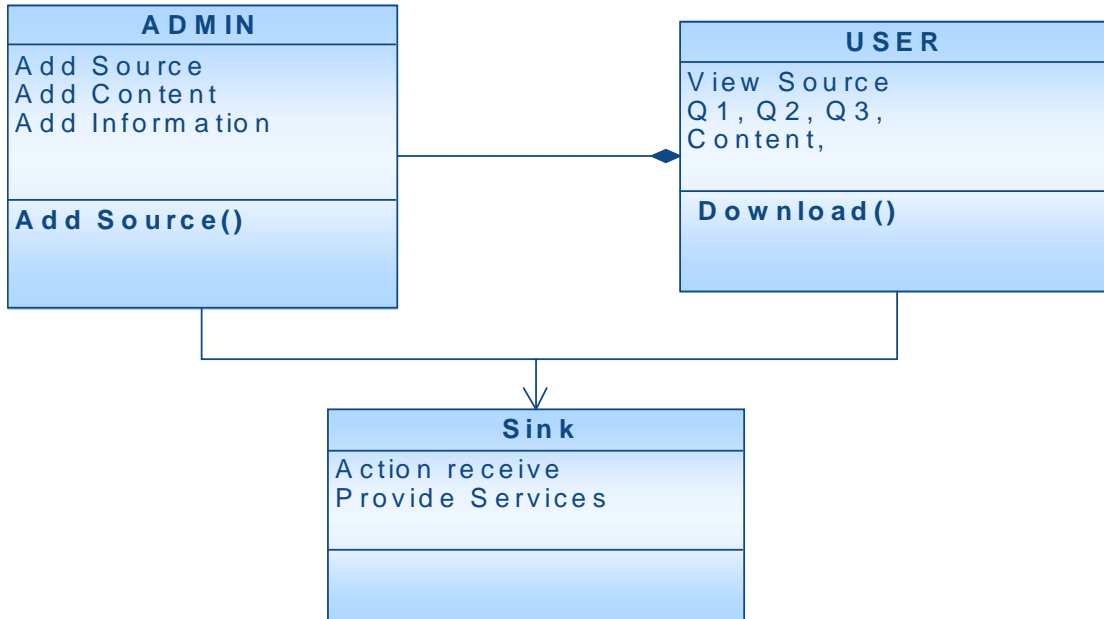 ADMIN
Add Source
Add Content
Add Information
Add Source()
USER
View Source
Q1, Q2, Q3,
Content,
Download()
Sink
Action receive
Provide Services